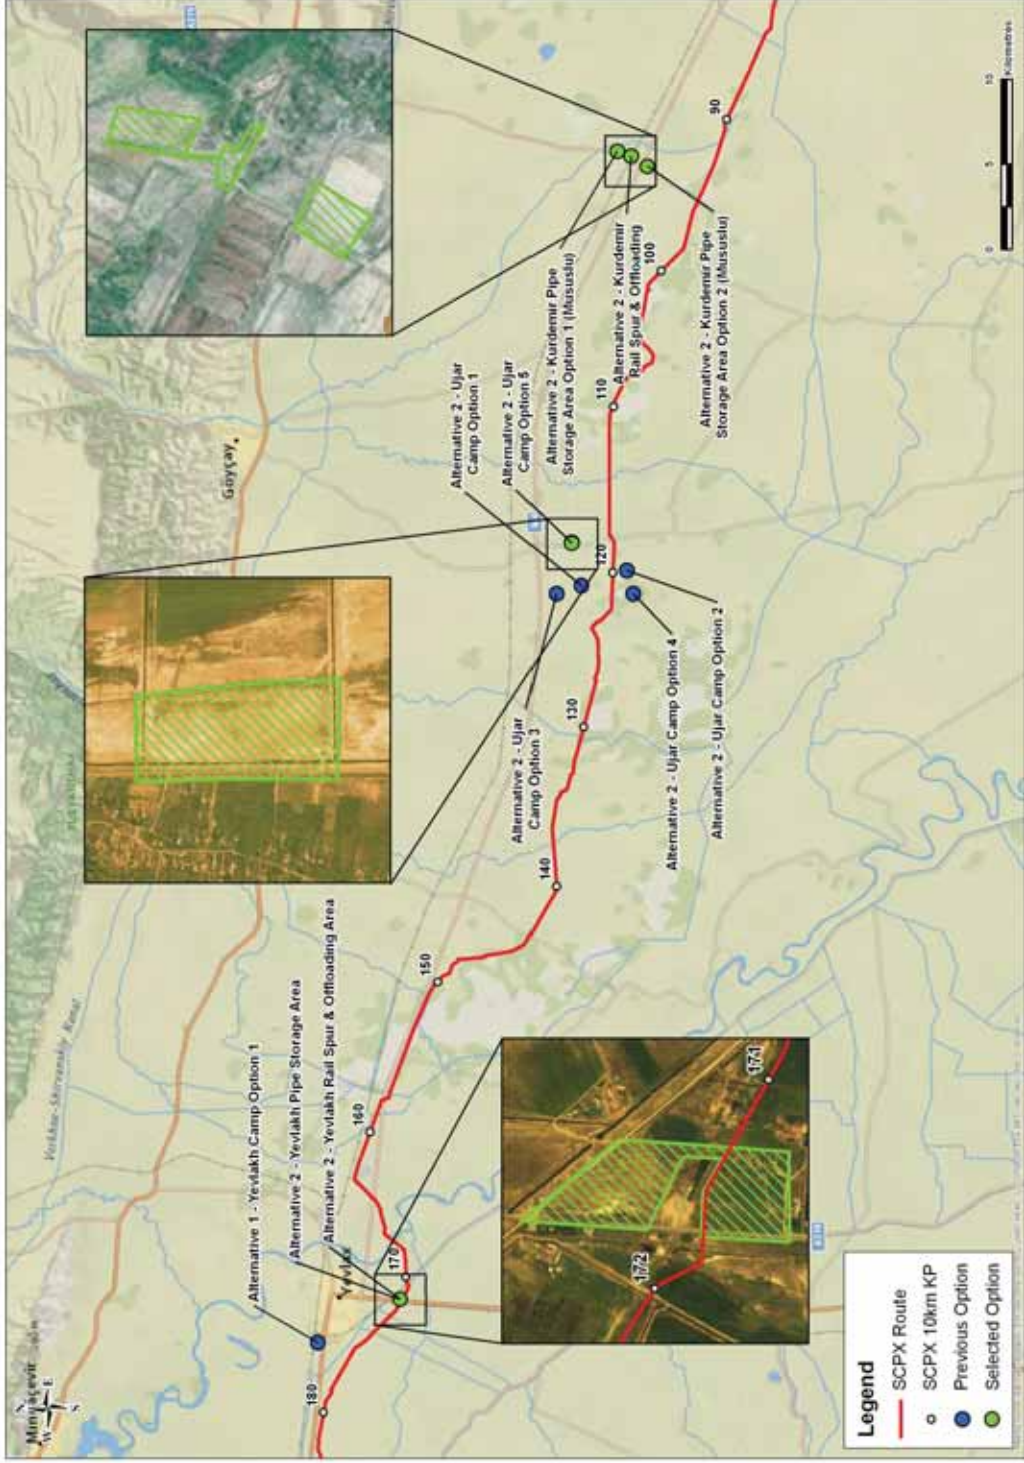 Mingəçevir
N
W E
S
Goyçay
Yevlax
180
170
160
150
140
130
120
110
100
90
Alternative 1 - Yevlakh Camp Option 1
Alternative 2 - Yevlakh Pipe Storage Area
Alternative 2 - Yevlakh Rail Spur & Offloading Area
Alternative 2 - Ujar
Camp Option 3
Alternative 2 - Ujar Camp Option 4
Alternative 2 - Ujar Camp Option 2
Alternative 2 - Ujar
Camp Option 1
Alternative 2 - Ujar
Camp Option 5
Alternative 2 - Kurdemir Pipe
Storage Area Option 1 (Mususlu)
Alternative 2 - Kurdemir
Rail Spur & Offloading
Alternative 2 - Kurdemir Pipe
Storage Area Option 2 (Mususlu)
172
171
Legend
SCPX Route
SCPX 10km KP
Previous Option
Selected Option
0 5 10
Kilometres